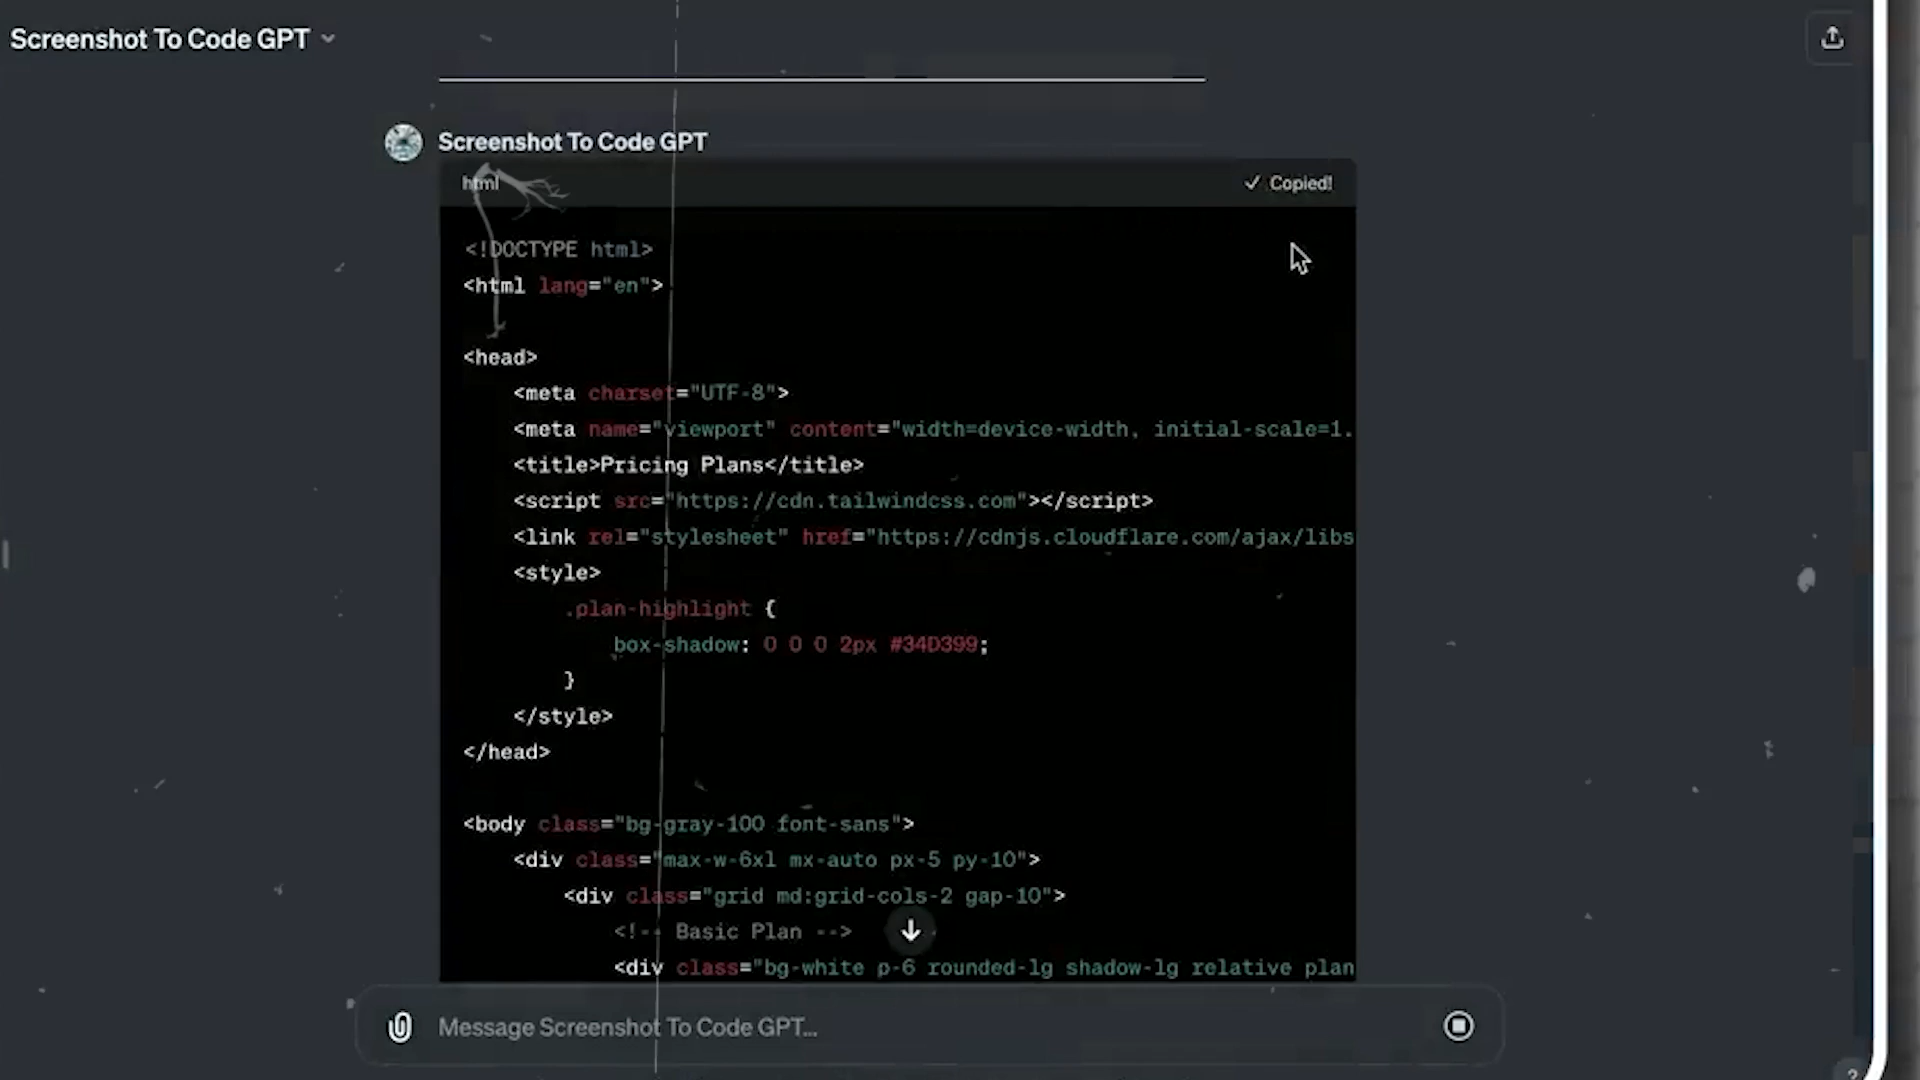 Screenshot To Code GPT
Screenshot To Code GPT
html
Copied!
<!DOCTYPE html>
<html lang="en">
<head>
<meta charset="UTF-8">
<meta name="viewport" content="width=device-width, initial-scale=1.
<title>Pricing Plans</title>
<script src="https://cdn.tailwindcss.com"></script>
<link rel="stylesheet" href="https://cdnjs.cloudflare.com/ajax/libs
<style>
.plan-highlight {
box-shadow: 0 0 0 2px #34D399;
}
</style>
</head>
<body class="bg-gray-100 font-sans">
<div class="max-w-6xl mx-auto px-5 py-10">
<div class="grid md:grid-cols-2 gap-10">
<!-- Basic Plan -->
<div class="bg-white p-6 rounded-lg shadow-lg relative plan
Message Screenshot To Code GPT...
?